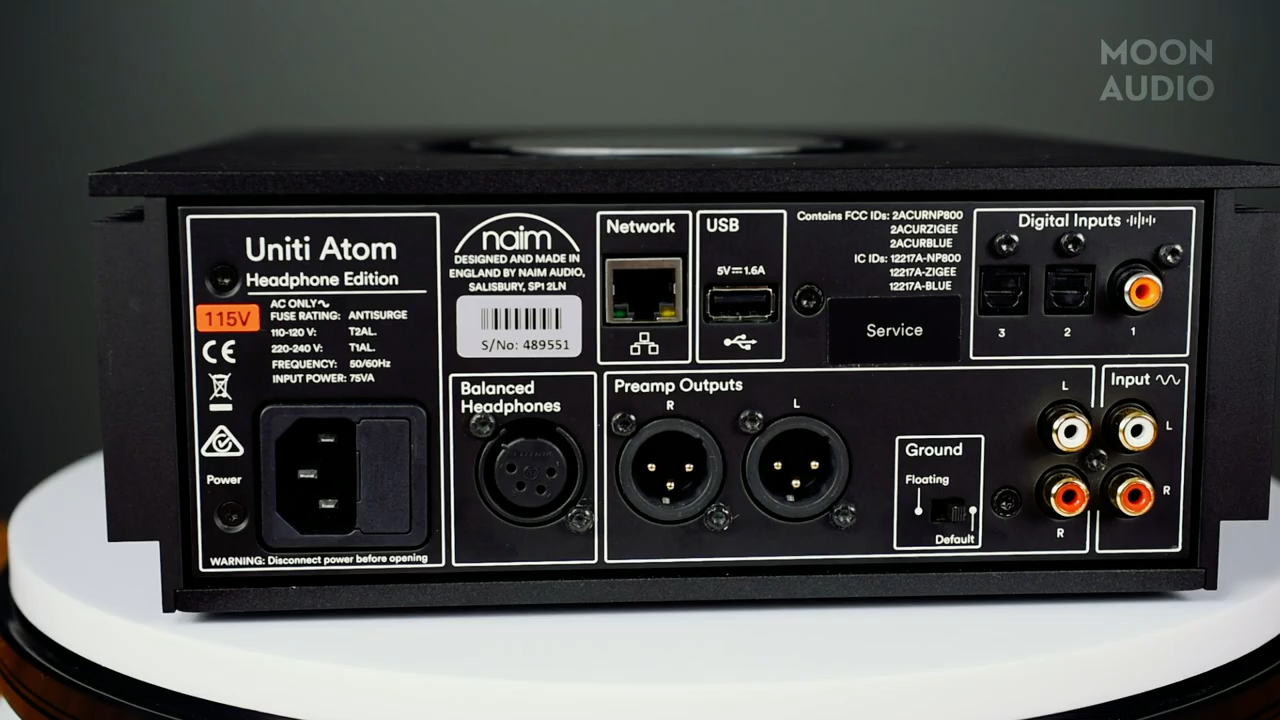 MOON
AUDIO
Uniti Atom
Headphone Edition
115V
AC ONLY~
FUSE RATING: ANTISURGE
110-120 V: T2AL.
220-240 V: T1AL.
FREQUENCY: 50/60Hz
INPUT POWER: 75VA
CE
Power
WARNING: Disconnect power before opening
naim
DESIGNED AND MADE IN
ENGLAND BY NAIM AUDIO,
SALISBURY, SP1 2LN
S/No: 489551
Network
USB
5V⎓1.6A
Contains FCC IDs: 2ACURNP800
2ACURZIGEE
2ACURBLUE
IC IDs: 12217A-NP800
12217A-ZIGEE
12217A-BLUE
Service
Digital Inputs
3 2 1
Balanced
Headphones
Preamp Outputs
R L
Ground
Floating
Default
L
R
Input
L
R